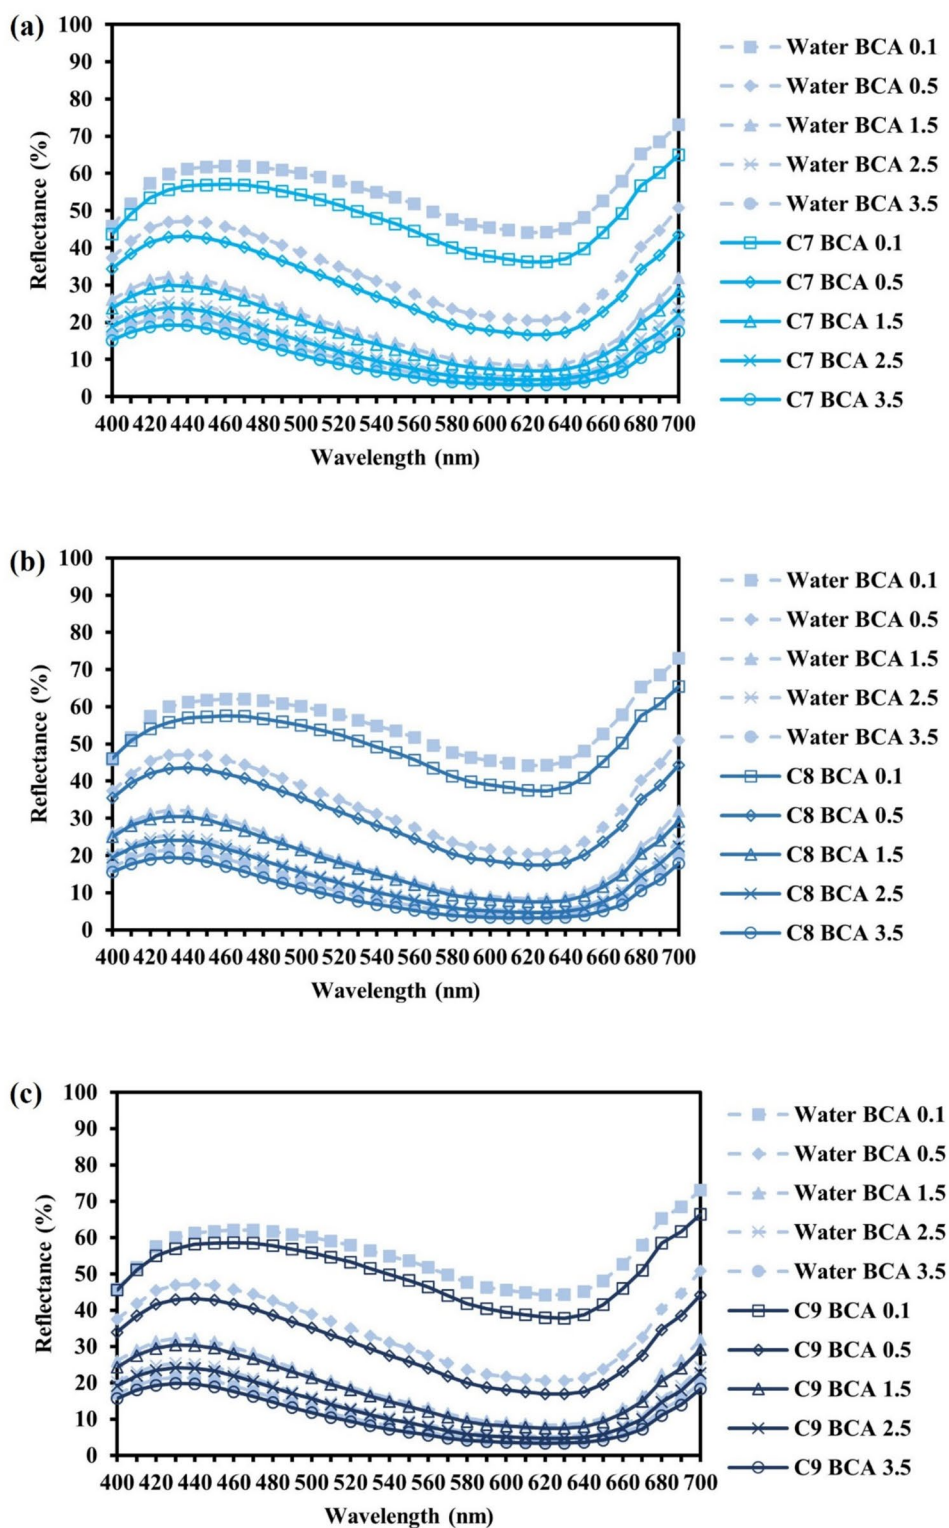 (a)
100
90
80
70
60
50
40
30
20
10
0
Reflectance (%)
400 420 440 460 480 500 520 540 560 580 600 620 640 660 680 700
Wavelength (nm)
Water BCA 0.1
Water BCA 0.5
Water BCA 1.5
Water BCA 2.5
Water BCA 3.5
C7 BCA 0.1
C7 BCA 0.5
C7 BCA 1.5
C7 BCA 2.5
C7 BCA 3.5
(b)
100
90
80
70
60
50
40
30
20
10
0
Reflectance (%)
400 420 440 460 480 500 520 540 560 580 600 620 640 660 680 700
Wavelength (nm)
Water BCA 0.1
Water BCA 0.5
Water BCA 1.5
Water BCA 2.5
Water BCA 3.5
C8 BCA 0.1
C8 BCA 0.5
C8 BCA 1.5
C8 BCA 2.5
C8 BCA 3.5
(c)
100
90
80
70
60
50
40
30
20
10
0
Reflectance (%)
400 420 440 460 480 500 520 540 560 580 600 620 640 660 680 700
Wavelength (nm)
Water BCA 0.1
Water BCA 0.5
Water BCA 1.5
Water BCA 2.5
Water BCA 3.5
C9 BCA 0.1
C9 BCA 0.5
C9 BCA 1.5
C9 BCA 2.5
C9 BCA 3.5